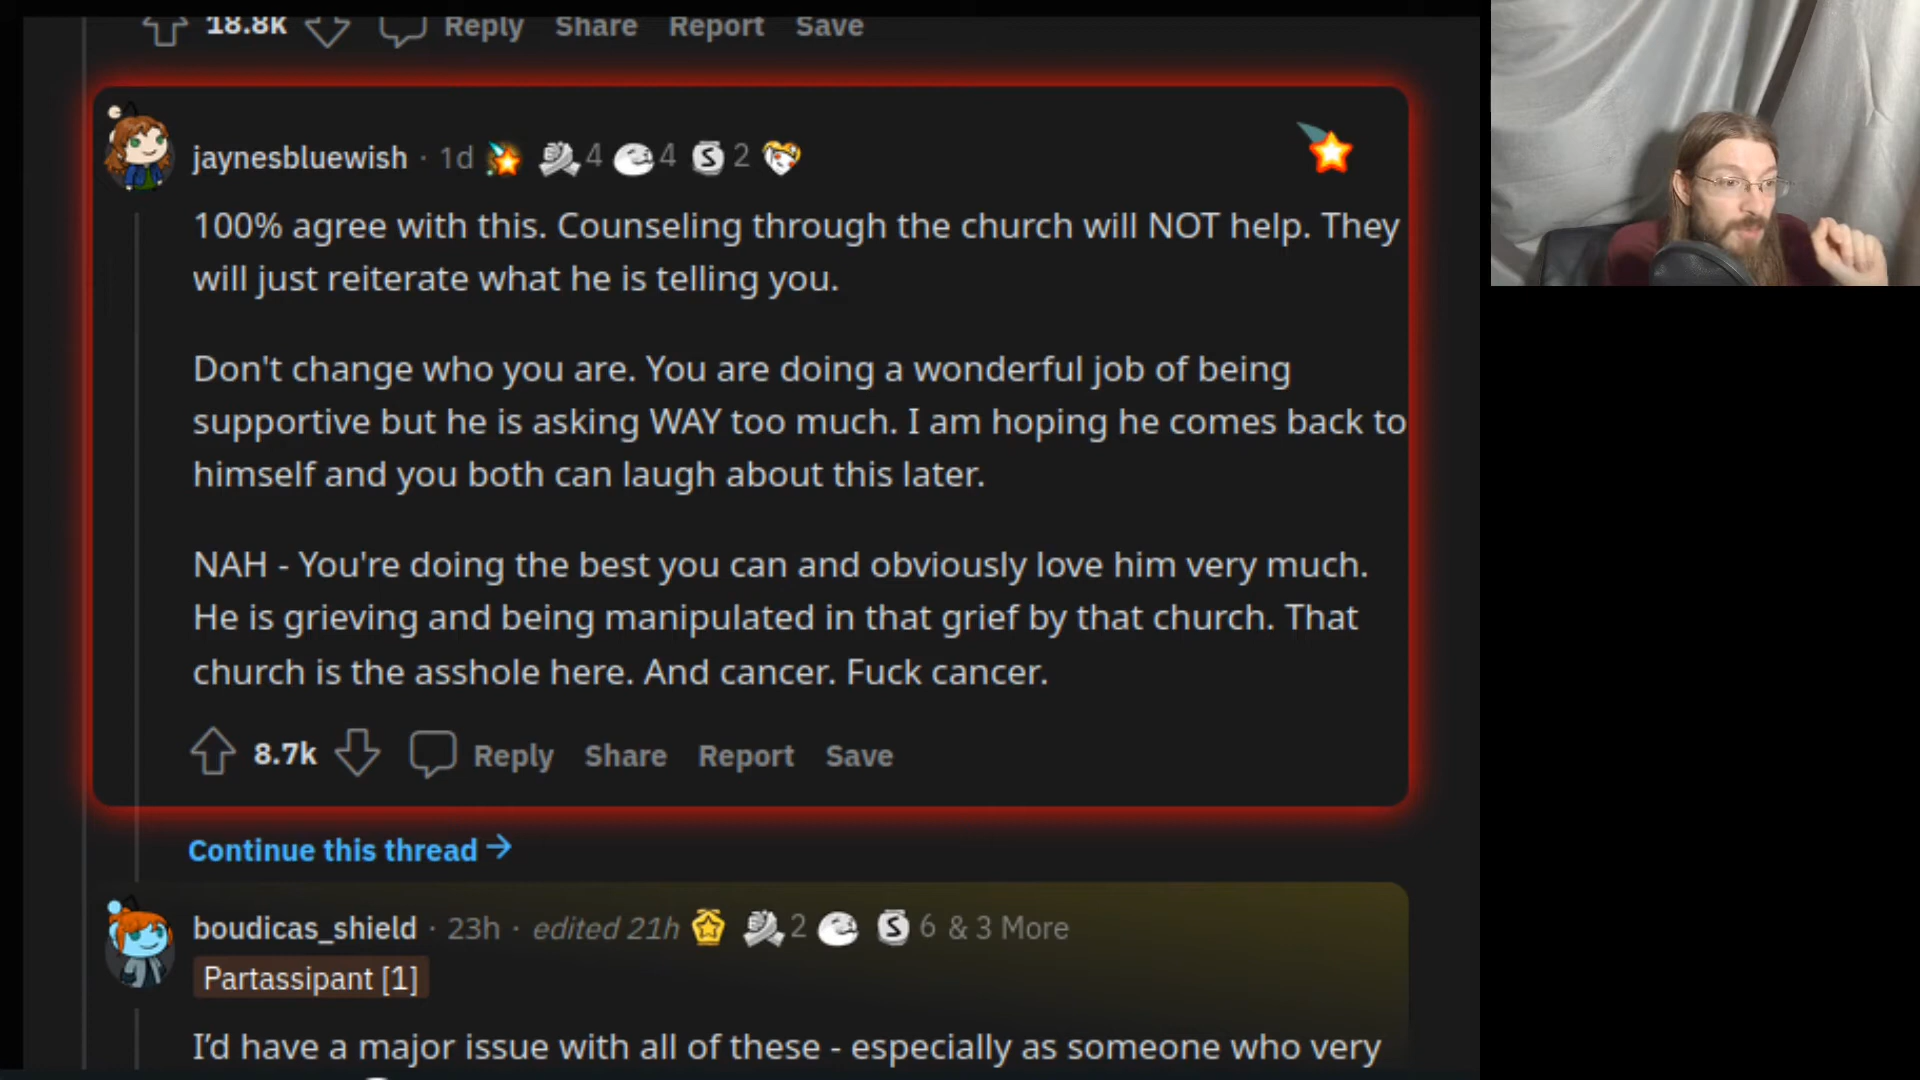 18.8k Reply Share Report Save
jaynesbluewish · 1d 4 4 S 2
100% agree with this. Counseling through the church will NOT help. They
will just reiterate what he is telling you.
Don't change who you are. You are doing a wonderful job of being
supportive but he is asking WAY too much. I am hoping he comes back to
himself and you both can laugh about this later.
NAH - You're doing the best you can and obviously love him very much.
He is grieving and being manipulated in that grief by that church. That
church is the asshole here. And cancer. Fuck cancer.
8.7k Reply Share Report Save
Continue this thread →
boudicas_shield · 23h · edited 21h 2 S 6 & 3 More
Partassipant [1]
I'd have a major issue with all of these - especially as someone who very